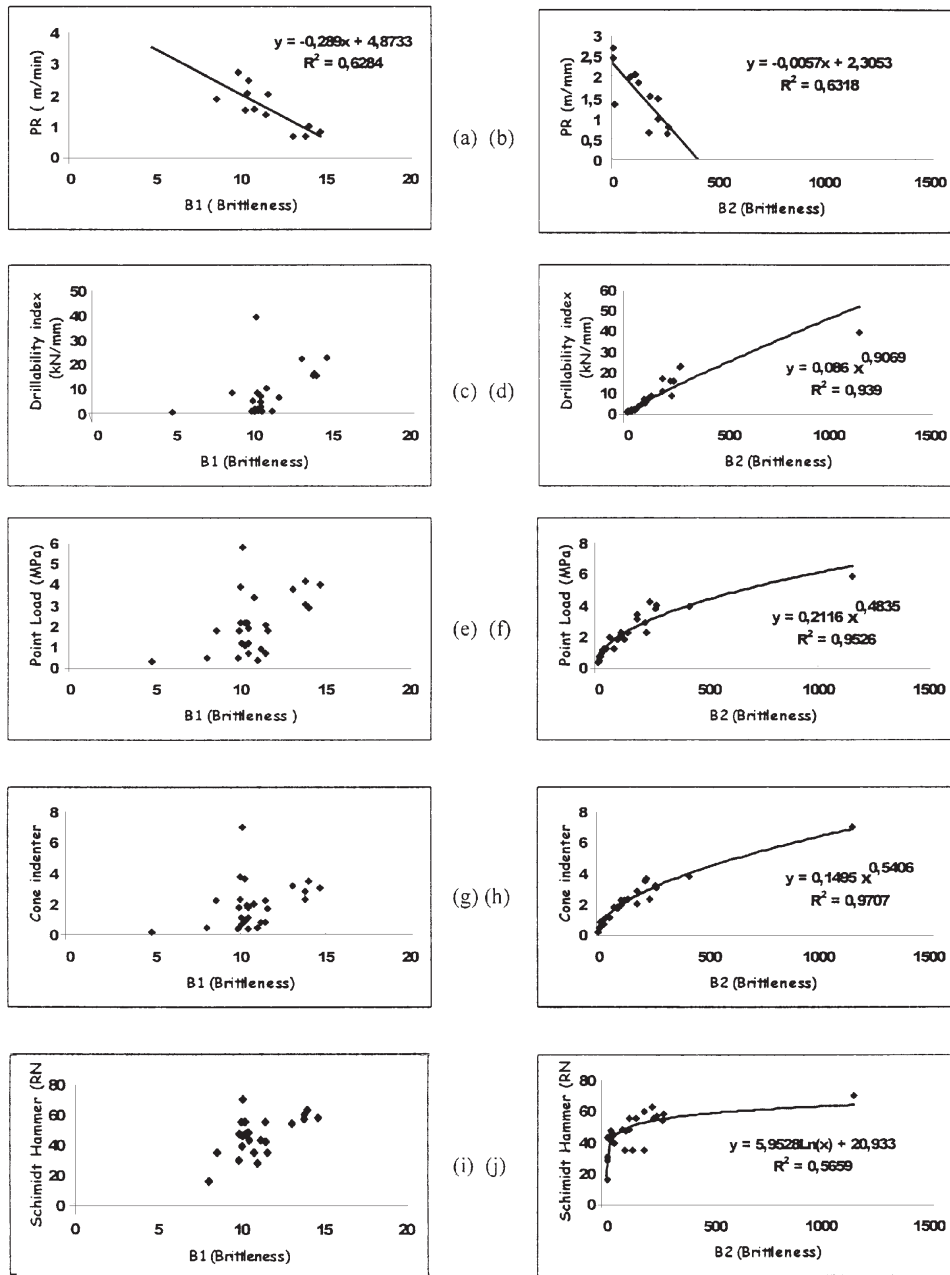 PR ( m/min)
4
3
2
1
0
y = -0,289x + 4,8733
R² = 0,6284
0 5 10 15 20
B1 ( Brittleness)
(a) (b)
PR (m/mm)
3
2,5
2
1,5
1
0,5
0
y = -0,0057x + 2,3053
R² = 0,6318
0 500 1000 1500
B2 (Brittleness)
Drillability index
(kN/mm)
50
40
30
20
10
0
0 5 10 15 20
B1 (Brittleness)
(c) (d)
Drillability index
(kN/mm)
60
50
40
30
20
10
0
y = 0,086 x^0,9069
R² = 0,939
0 500 1000 1500
B2 (Brittleness)
Point Load (MPa)
6
5
4
3
2
1
0
0 5 10 15 20
B1 (Brittleness )
(e) (f)
Point Load (MPa)
8
6
4
2
0
y = 0,2116 x^0,4835
R² = 0,9526
0 500 1000 1500
B2 (Brittleness)
Cone indenter
8
6
4
2
0
0 5 10 15 20
B1 (Brittleness)
(g) (h)
Cone indenter
8
6
4
2
0
y = 0,1495 x^0,5406
R² = 0,9707
0 500 1000 1500
B2 (Brittleness)
Schimidt Hammer (RN
80
60
40
20
0
0 5 10 15 20
B1 (Brittleness)
(i) (j)
Schimidt Hammer (RN
100
80
60
40
20
0
y = 5,9528Ln(x) + 20,933
R² = 0,5659
0 500 1000 1500
B2 (Brittleness)